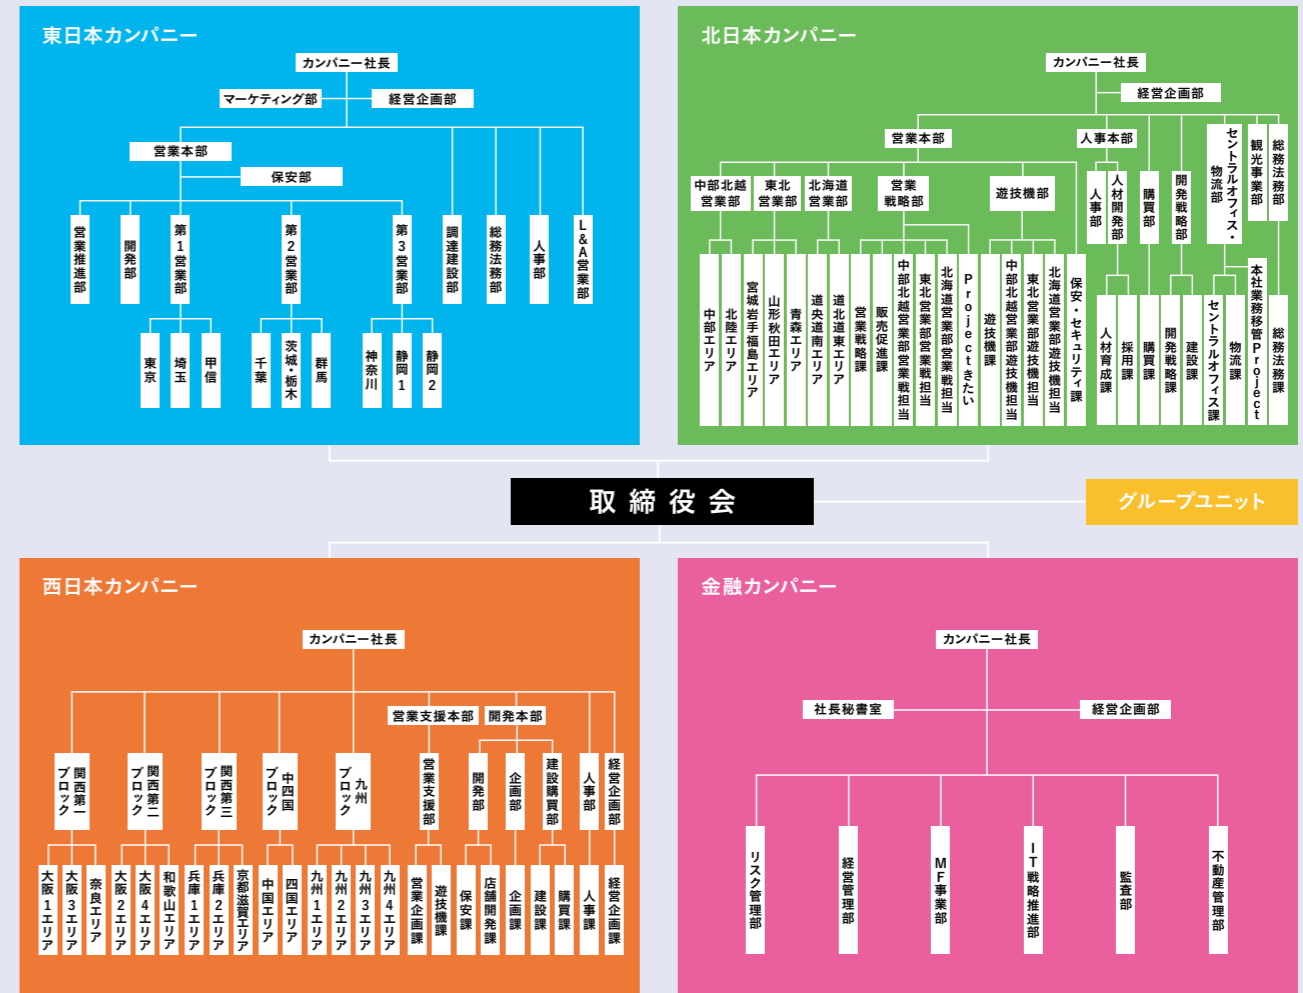 東日本カンパニー
カンパニー社長
マーケティング部
経営企画部
営業本部
保安部
営業推進部
開発部
第1営業部
第2営業部
第3営業部
調達建設部
総務法務部
人事部
L&A営業部
東京
埼玉
甲信
千葉
茨城・栃木
群馬
神奈川
静岡1
静岡2
北日本カンパニー
カンパニー社長
経営企画部
営業本部
人事本部
購買部
開発戦略部
セントラルオフィス・
物流部
観光事業部
総務法務部
中部北越
営業部
東北
営業部
北海道
営業部
営業
戦略部
遊技機部
人事部
人材開発部
中部エリア
北陸エリア
宮城岩手福島エリア
山形秋田エリア
青森エリア
道央道南エリア
道北道東エリア
営業戦略課
販売促進課
中部北越営業部営業戦担当
東北営業部営業戦担当
北海道営業部営業戦担当
Projectきたい
遊技機課
中部北越営業部遊技機担当
東北営業部遊技機担当
北海道営業部遊技機担当
保安・セキュリティ課
人材育成課
採用課
購買課
開発戦略課
建設課
セントラルオフィス課
物流課
本社業務移管Project
総務法務課
取締役会
グループユニット
西日本カンパニー
カンパニー社長
営業支援本部
開発本部
関西第一
ブロック
関西第二
ブロック
関西第三
ブロック
中四国
ブロック
九州
ブロック
営業支援部
開発部
企画部
建設購買部
人事部
経営企画部
大阪1エリア
大阪3エリア
奈良エリア
大阪2エリア
大阪4エリア
和歌山エリア
兵庫1エリア
兵庫2エリア
京都滋賀エリア
中国エリア
四国エリア
九州1エリア
九州2エリア
九州3エリア
九州4エリア
営業企画課
遊技機課
保安課
店舗開発課
企画課
建設課
購買課
人事課
経営企画課
金融カンパニー
カンパニー社長
社長秘書室
経営企画部
リスク管理部
経営管理部
MF事業部
IT戦略推進部
監査部
不動産管理部